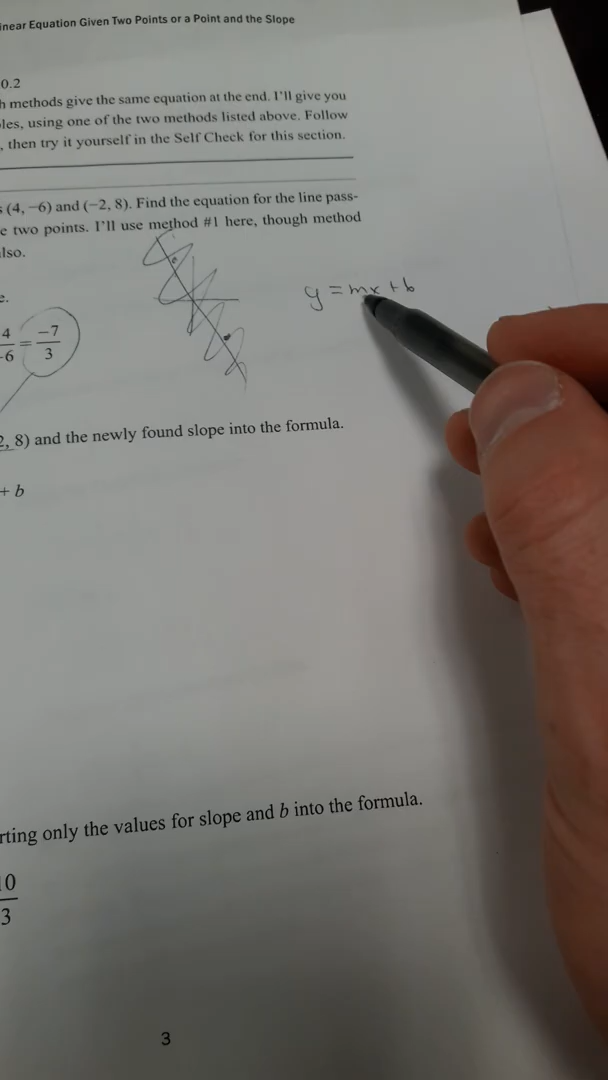 inear Equation Given Two Points or a Point and the Slope
0.2
h methods give the same equation at the end. I'll give you
les, using one of the two methods listed above. Follow
, then try it yourself in the Self Check for this section.
s (4, −6) and (−2, 8). Find the equation for the line pass-
e two points. I'll use method #1 here, though method
lso.
e.
4/-6 = −7/3
y = mx + b
2, 8) and the newly found slope into the formula.
+ b
rting only the values for slope and b into the formula.
10/3
3